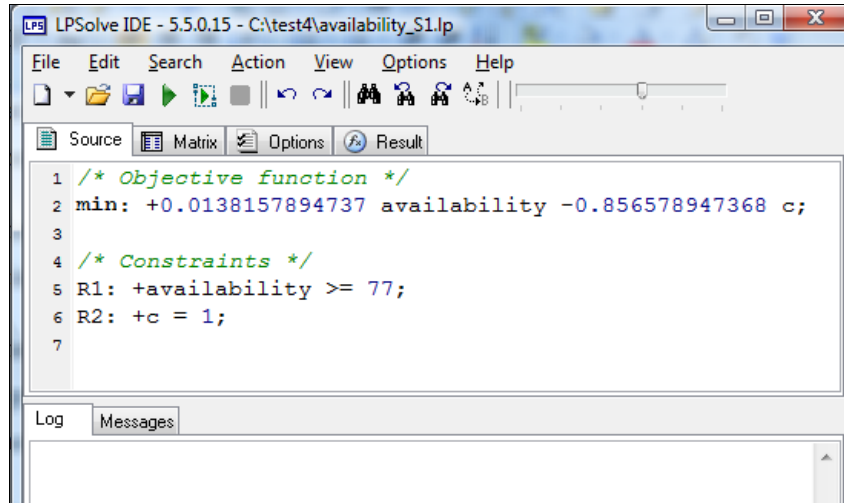 LPS LPSolve IDE - 5.5.0.15 - C:\test4\availability_S1.lp
File Edit Search Action View Options Help
Source Matrix Options Result
1 /* Objective function */
2 min: +0.0138157894737 availability -0.856578947368 c;
3
4 /* Constraints */
5 R1: +availability >= 77;
6 R2: +c = 1;
7
Log Messages